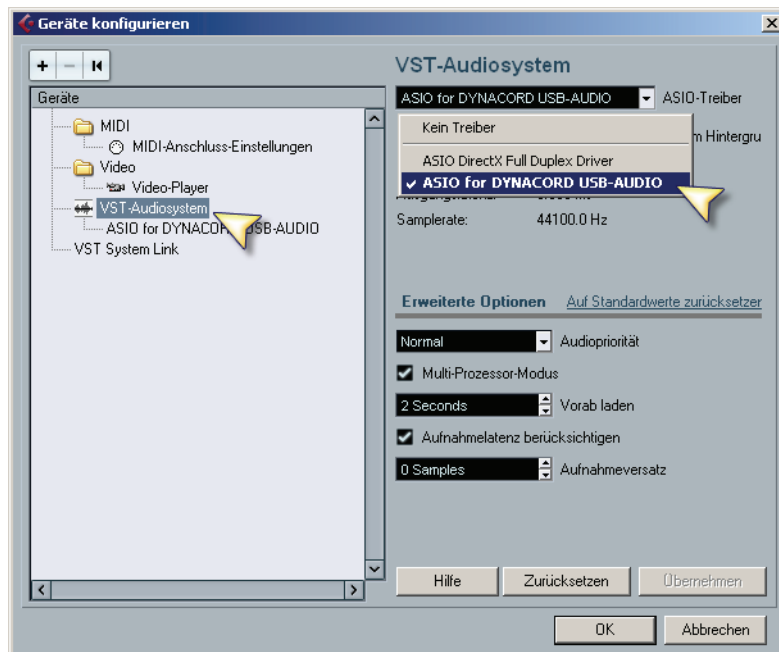 Geräte konfigurieren
Geräte
MIDI
MIDI-Anschluss-Einstellungen
Video
Video-Player
VST-Audiosystem
ASIO for DYNACOR USB-AUDIO
VST System Link
VST-Audiosystem
ASIO for DYNACORD USB-AUDIO ASIO-Treiber
Kein Treiber
m Hintergru
ASIO DirectX Full Duplex Driver
ASIO for DYNACORD USB-AUDIO
Samplerate: 44100.0 Hz
Erweiterte Optionen Auf Standardwerte zurücksetzer
Normal Audiopriorität
Multi-Prozessor-Modus
2 Seconds Vorab laden
Aufnahmelatenz berücksichtigen
0 Samples Aufnahmeversatz
Hilfe Zurücksetzen Übernehmen
OK Abbrechen